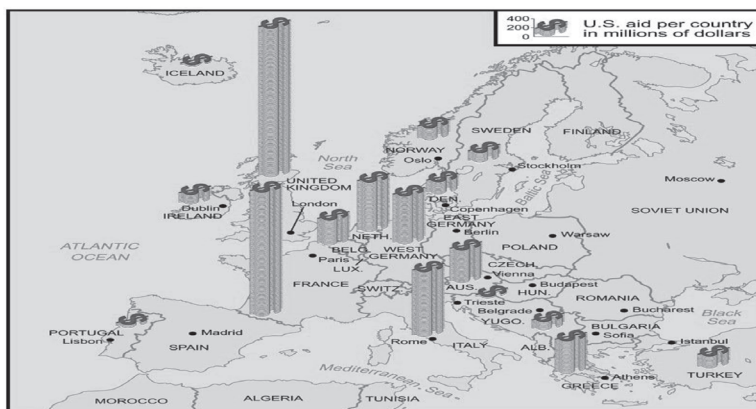 400
200
0
U.S. aid per country
in millions of dollars
ICELAND
North
Sea
NORWAY
Oslo
SWEDEN
FINLAND
Stockholm
Baltic Sea
Moscow
SOVIET UNION
UNITED
KINGDOM
London
Dublin
IRELAND
DEN.
Copenhagen
EAST
GERMANY
Berlin
NETH.
BELG.
WEST
GERMANY
Warsaw
POLAND
ATLANTIC
OCEAN
Paris
LUX.
FRANCE
SWITZ.
AUS.
CZECH.
Vienna
Budapest
HUN.
ROMANIA
Trieste
Belgrade
YUGO.
Bucharest
Black
Sea
BULGARIA
Sofia
PORTUGAL
Lisbon
Madrid
SPAIN
Rome
ITALY
ALB.
Istanbul
TURKEY
Athens
GREECE
Mediterranean Sea
MOROCCO
ALGERIA
TUNISIA